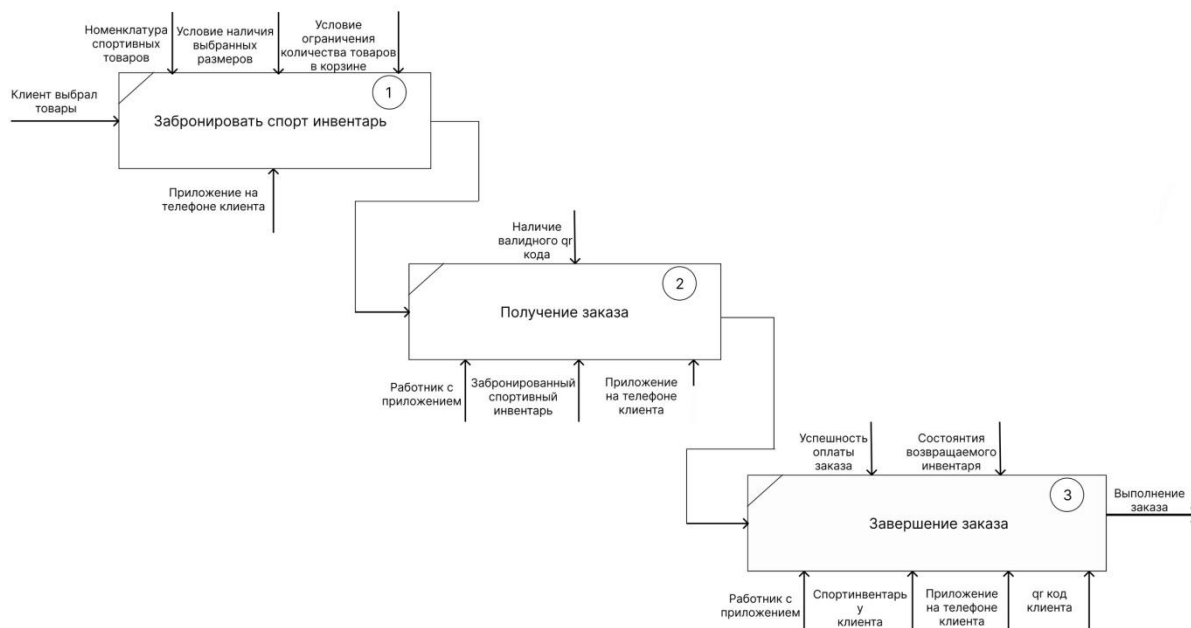 Номенклатура
спортивных
товаров
Условие наличия
выбранных
размеров
Условие
ограничения
количества товаров
в корзине
Клиент выбрал
товары
1
Забронировать спорт инвентарь
Приложение на
телефоне клиента
Наличие
валидного qr
кода
2
Получение заказа
Работник с
приложением
Забронированный
спортивный
инвентарь
Приложение
на телефоне
клиента
Успешность
оплаты
заказа
Состоятния
возвращаемого
инвентаря
3
Завершение заказа
Выполнение
заказа
Работник с
приложением
Спортинвентарь
у
клиента
Приложение
на телефоне
клиента
qr код
клиента